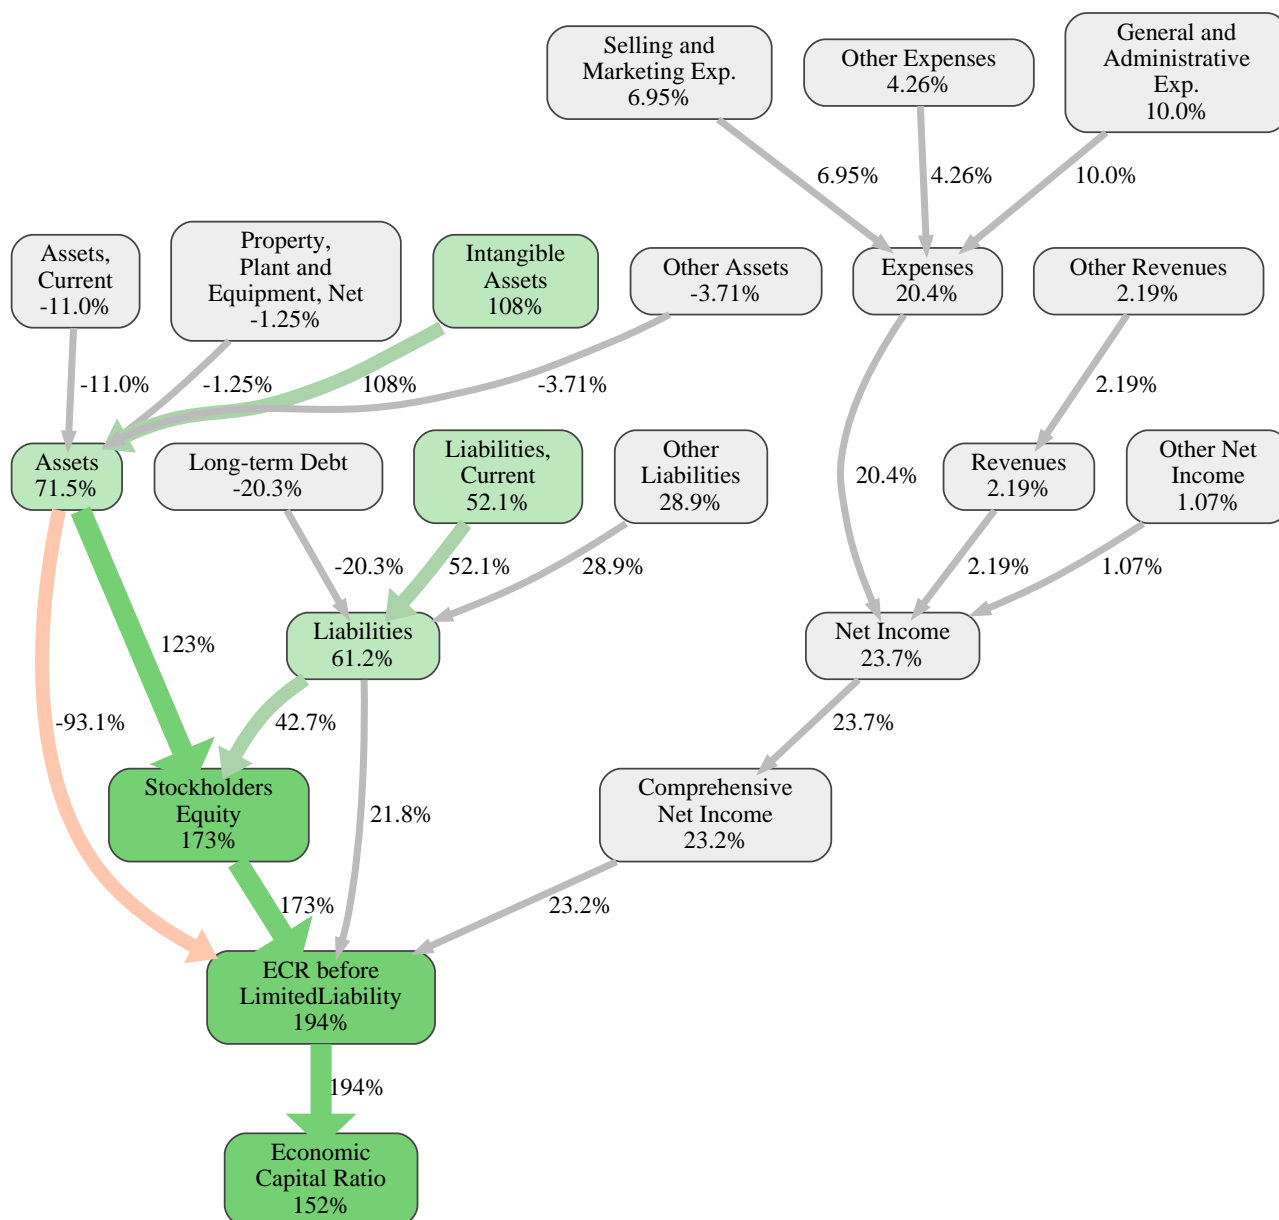 Selling and
Marketing Exp.
6.95%
Other Expenses
4.26%
General and
Administrative
Exp.
10.0%
6.95%
4.26%
10.0%
Assets,
Current
-11.0%
Property,
Plant and
Equipment, Net
-1.25%
Intangible
Assets
108%
Other Assets
-3.71%
Expenses
20.4%
Other Revenues
2.19%
-11.0%
-1.25%
108%
-3.71%
2.19%
Assets
71.5%
Long-term Debt
-20.3%
Liabilities,
Current
52.1%
Other
Liabilities
28.9%
20.4%
Revenues
2.19%
Other Net
Income
1.07%
-20.3%
52.1%
28.9%
2.19%
1.07%
Liabilities
61.2%
Net Income
23.7%
123%
-93.1%
42.7%
23.7%
Stockholders
Equity
173%
21.8%
Comprehensive
Net Income
23.2%
173%
23.2%
ECR before
LimitedLiability
194%
194%
Economic
Capital Ratio
152%